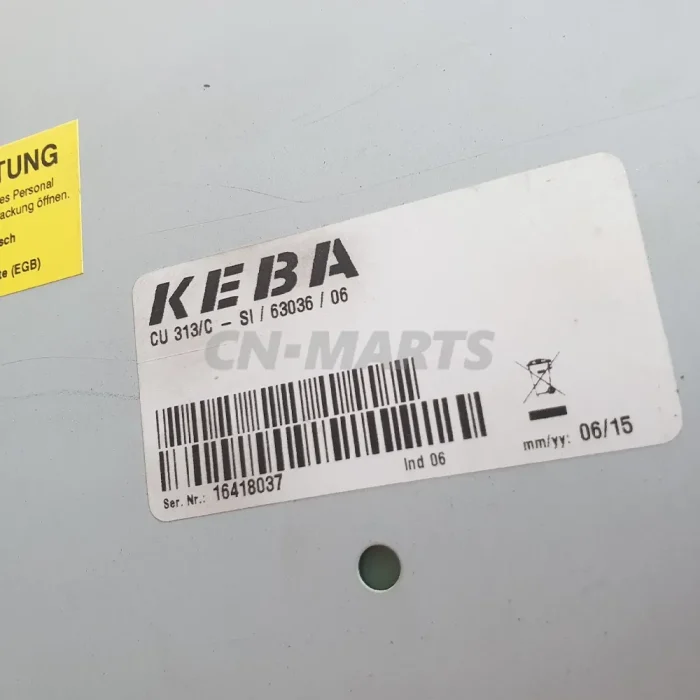 TUNG
es Personal
ackung öffnen.
sch
te (EGB)
KEBA
CU 313/C - SI / 63036 / 06
CN-MARTS
Ind 06
mm/yy: 06/15
Ser. Nr.: 16418037